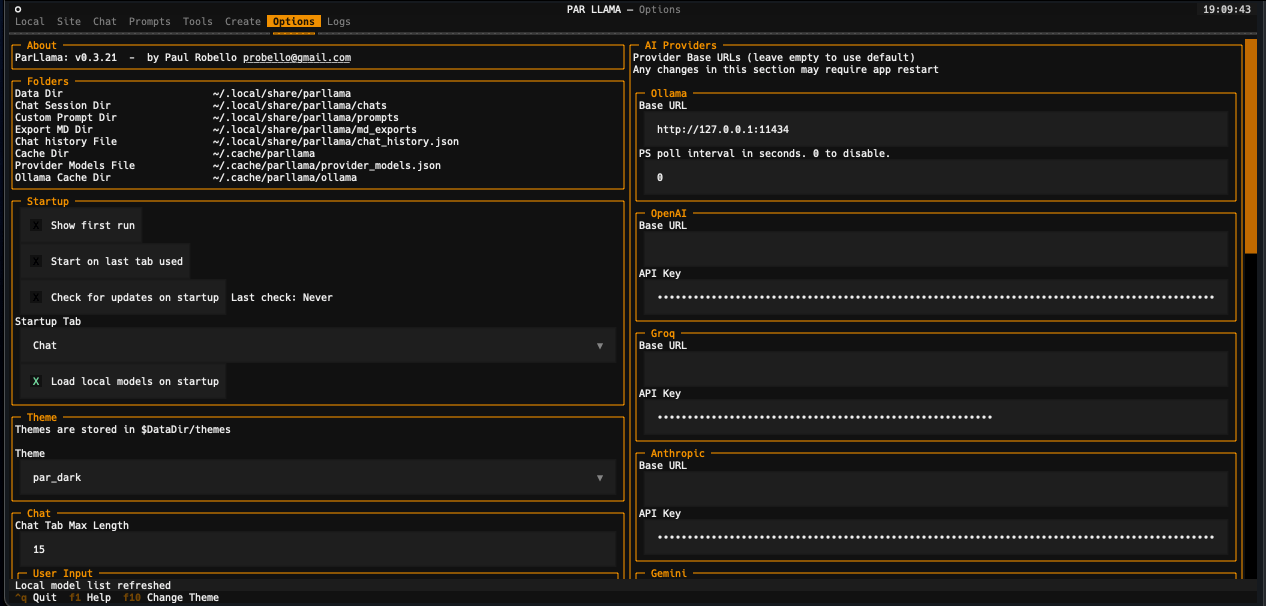 PAR LLAMA — Options
19:09:43
Local Site Chat Prompts Tools Create Options Logs
About
ParLlama: v0.3.21 - by Paul Robello probello@gmail.com
Folders
Data Dir ~/.local/share/parllama
Chat Session Dir ~/.local/share/parllama/chats
Custom Prompt Dir ~/.local/share/parllama/prompts
Export MD Dir ~/.local/share/parllama/md_exports
Chat history File ~/.local/share/parllama/chat_history.json
Cache Dir ~/.cache/parllama
Provider Models File ~/.cache/parllama/provider_models.json
Ollama Cache Dir ~/.cache/parllama/ollama
Startup
X Show first run
X Start on last tab used
X Check for updates on startup Last check: Never
Startup Tab
Chat ▼
X Load local models on startup
Theme
Themes are stored in $DataDir/themes
Theme
par_dark ▼
Chat
Chat Tab Max Length
15
User Input
AI Providers
Provider Base URLs (leave empty to use default)
Any changes in this section may require app restart
Ollama
Base URL
http://127.0.0.1:11434
PS poll interval in seconds. 0 to disable.
0
OpenAI
Base URL
API Key
•••••••••••••••••••••••••••••••••••••••••••••••••••••••••••••••••••••••••••••••••••••••••••••
Groq
Base URL
API Key
••••••••••••••••••••••••••••••••••••••••••••••••••••••••
Anthropic
Base URL
API Key
•••••••••••••••••••••••••••••••••••••••••••••••••••••••••••••••••••••••••••••••••••••••••••••
Gemini
Local model list refreshed
^q Quit f1 Help f10 Change Theme